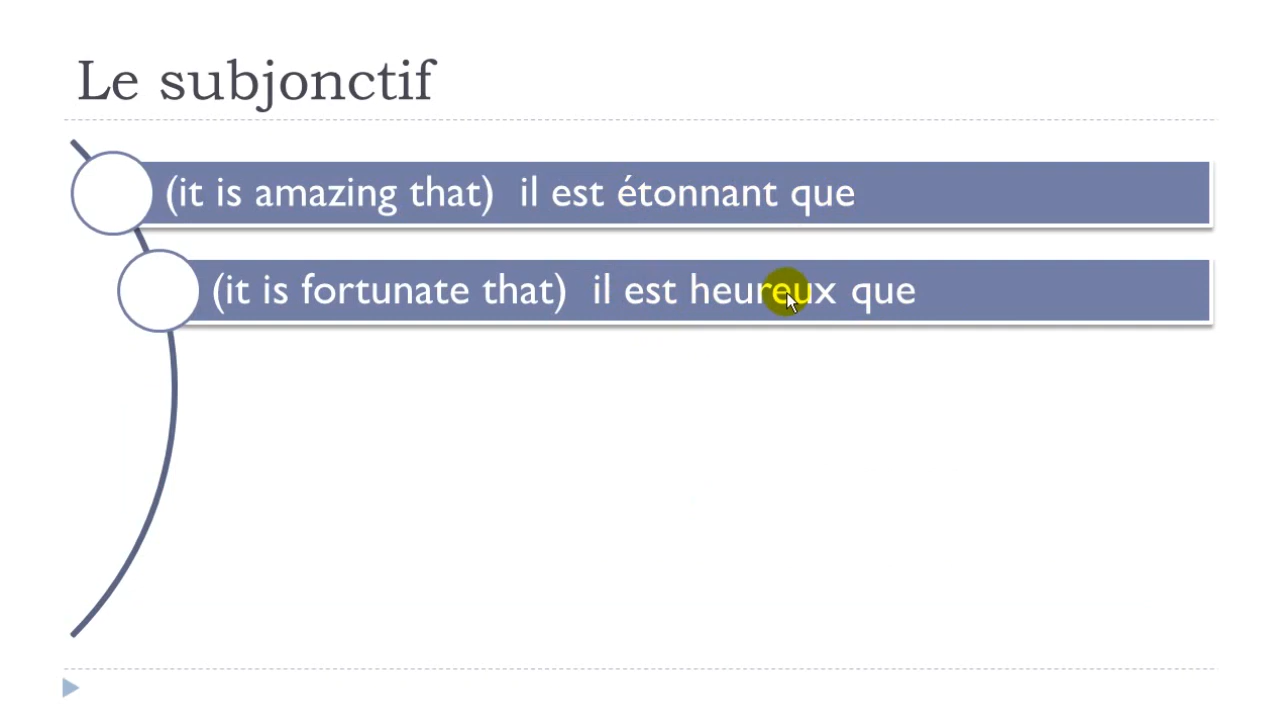 Le subjonctif
(it is amazing that) il est étonnant que
(it is fortunate that) il est heureux que